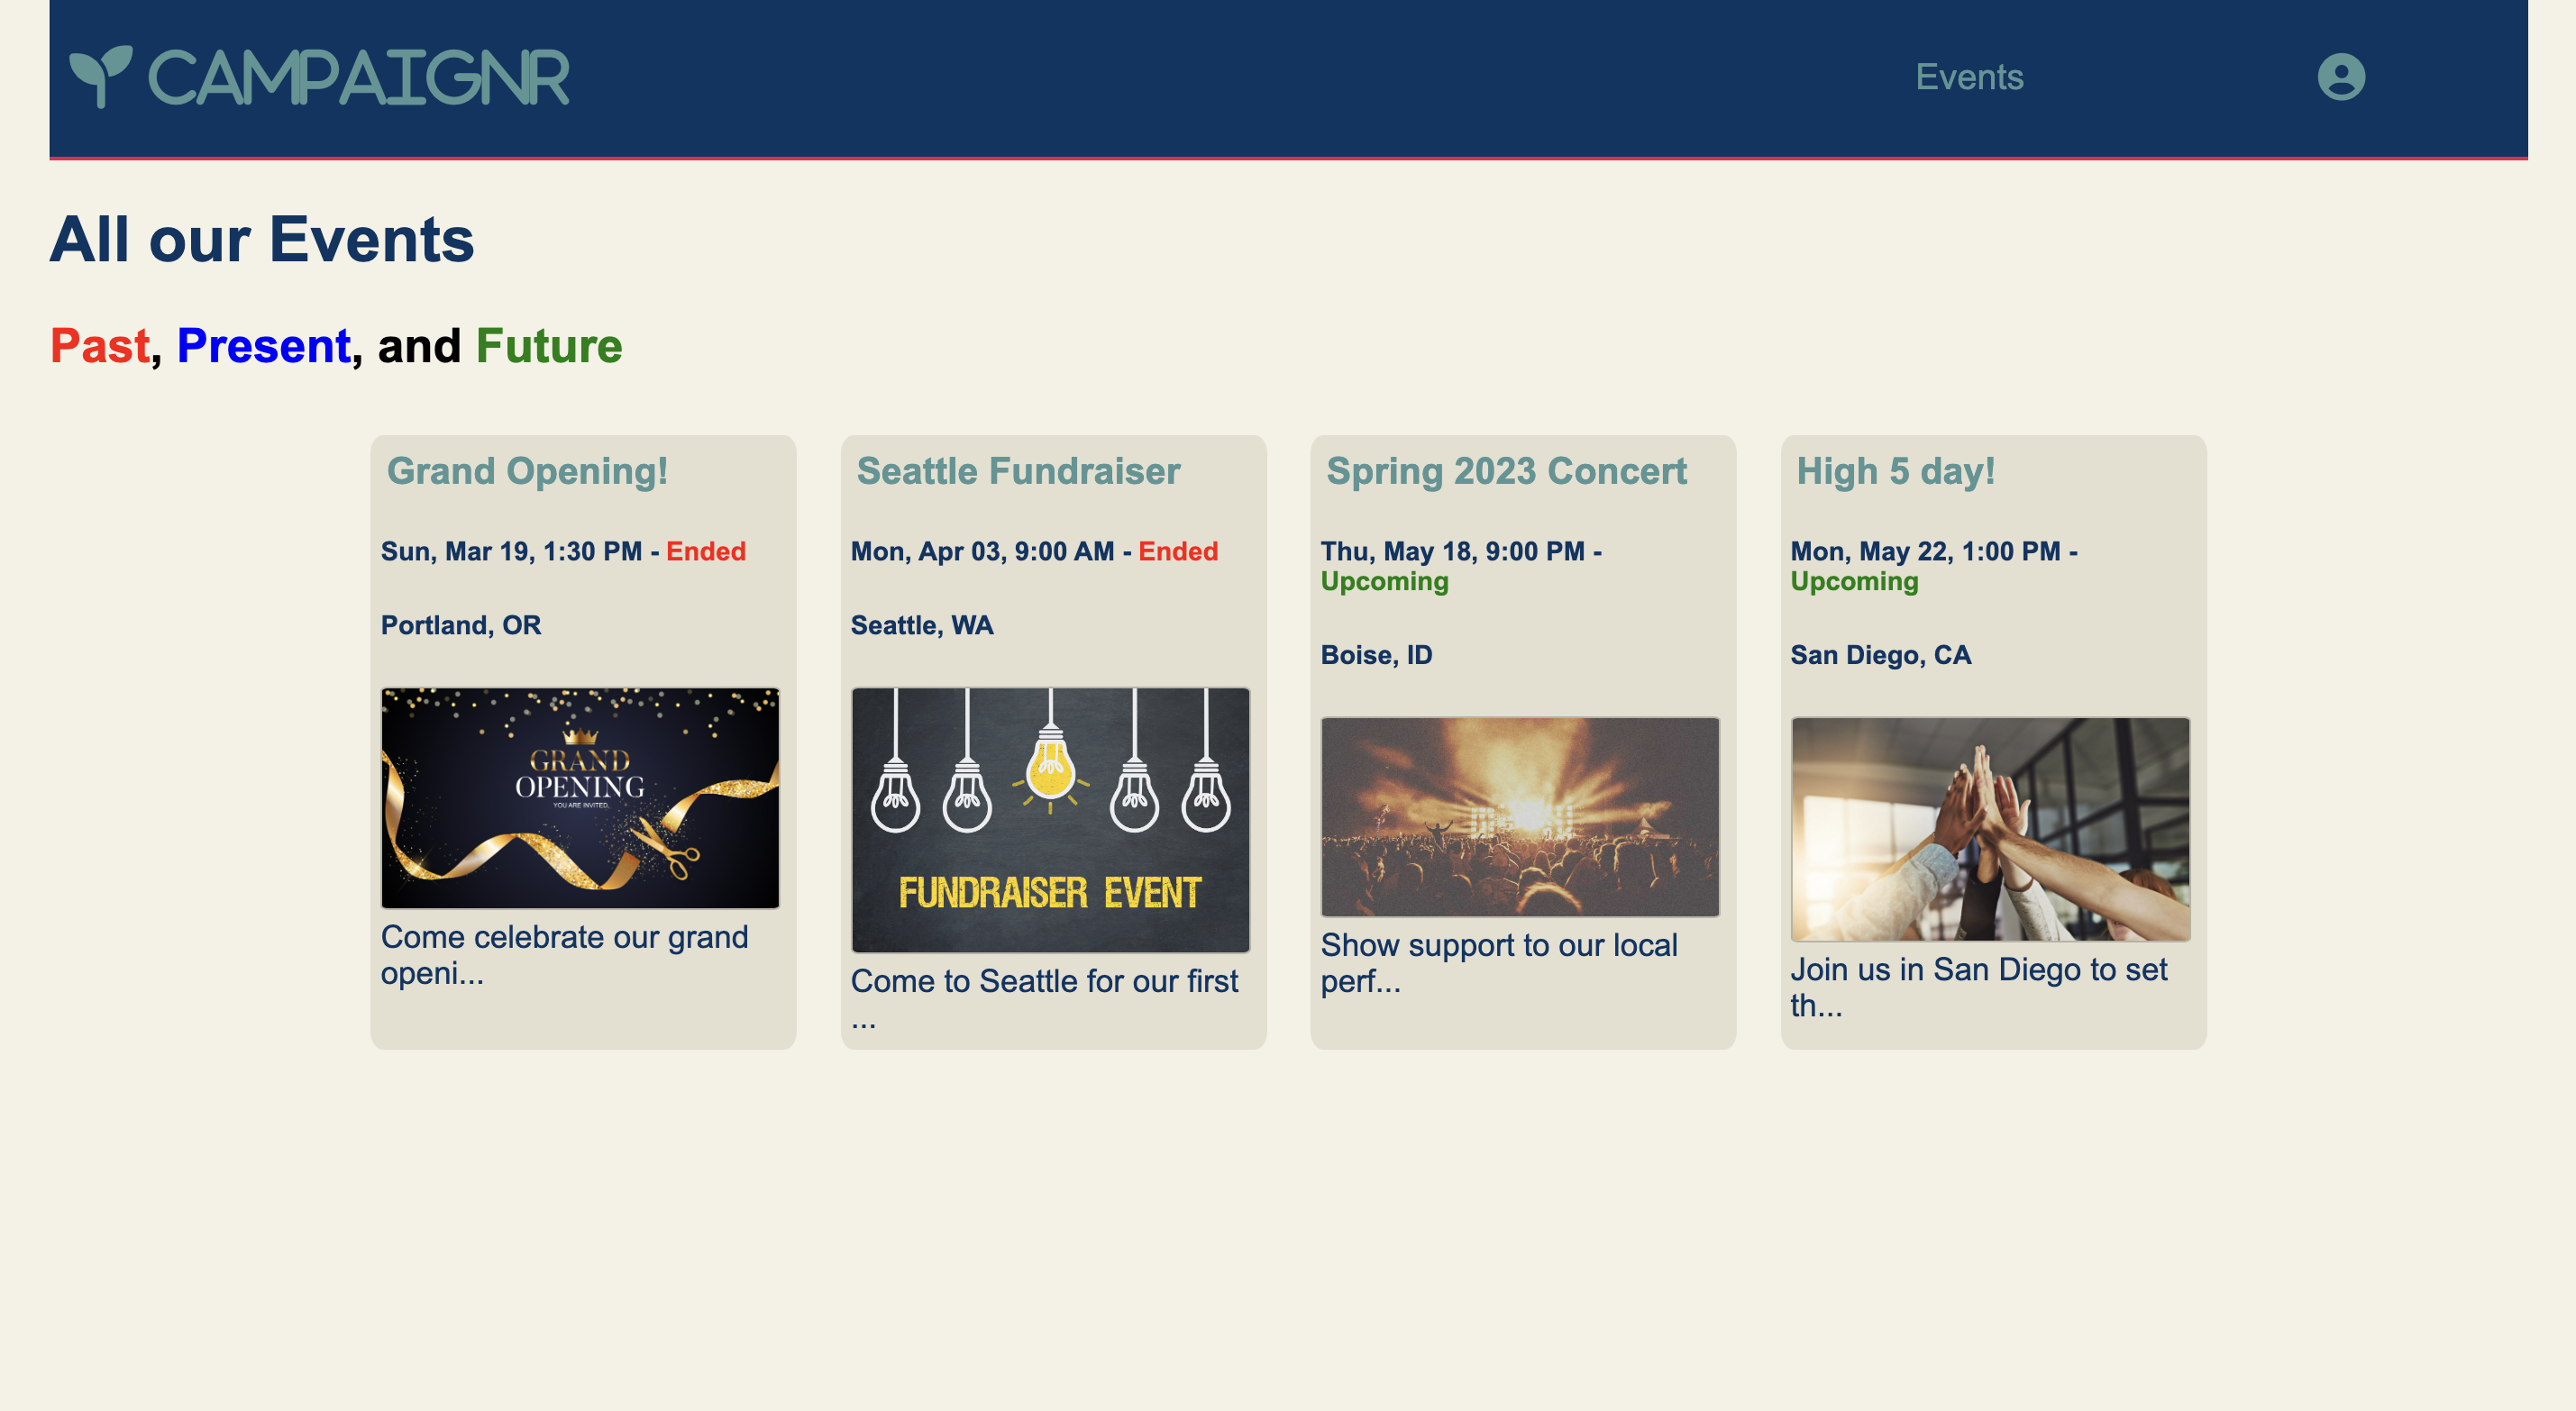 CAMPAIGNR
Events
All our Events
Past, Present, and Future
Grand Opening!
Sun, Mar 19, 1:30 PM - Ended
Portland, OR
GRAND
OPENING
YOU ARE INVITED.
Come celebrate our grand
openi...
Seattle Fundraiser
Mon, Apr 03, 9:00 AM - Ended
Seattle, WA
FUNDRAISER EVENT
Come to Seattle for our first
...
Spring 2023 Concert
Thu, May 18, 9:00 PM -
Upcoming
Boise, ID
Show support to our local
perf...
High 5 day!
Mon, May 22, 1:00 PM -
Upcoming
San Diego, CA
Join us in San Diego to set
th...